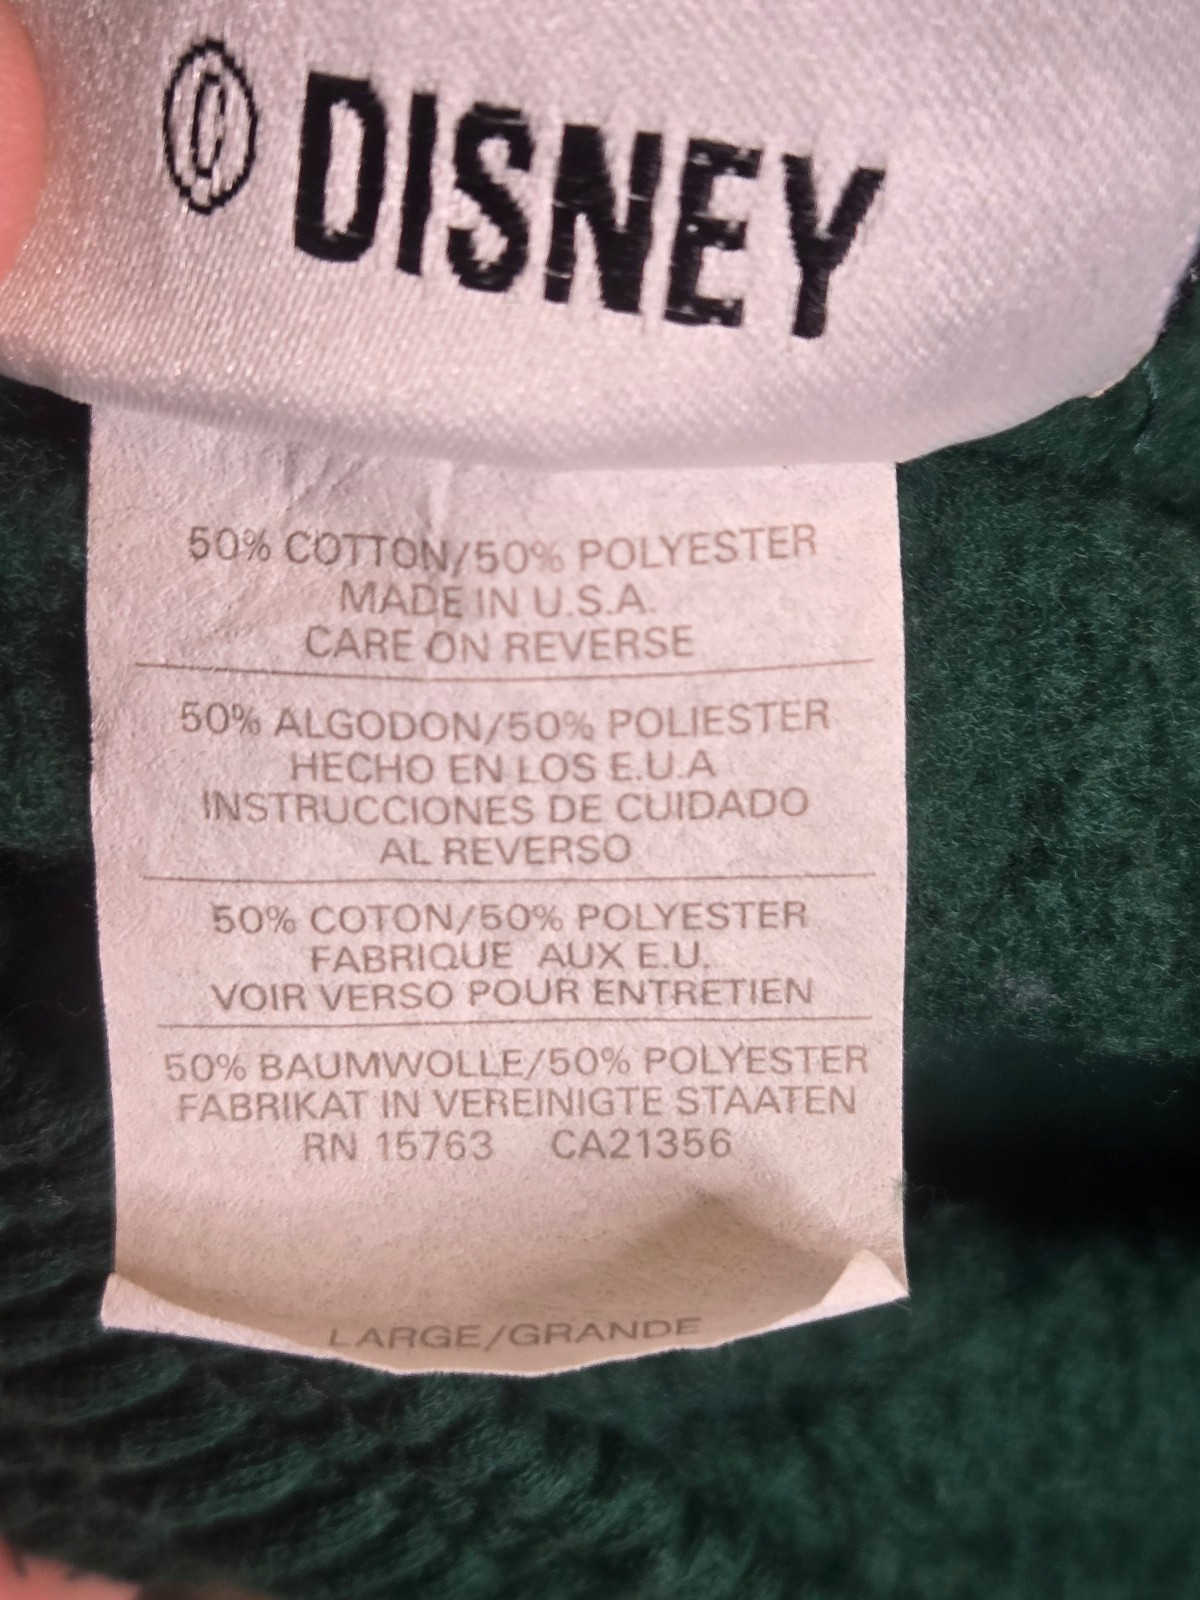 © DISNEY
50% COTTON/50% POLYESTER
MADE IN U.S.A.
CARE ON REVERSE
50% ALGODON/50% POLIESTER
HECHO EN LOS E.U.A
INSTRUCCIONES DE CUIDADO
AL REVERSO
50% COTON/50% POLYESTER
FABRIQUE AUX E.U.
VOIR VERSO POUR ENTRETIEN
50% BAUMWOLLE/50% POLYESTER
FABRIKAT IN VEREINIGTE STAATEN
RN 15763 CA21356
LARGE/GRANDE